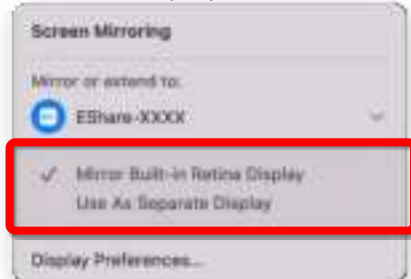 Screen Mirroring
Mirror or extend to:
EShare-XXXX
✓ Mirror Built-in Retina Display
Use As Separate Display
Display Preferences...